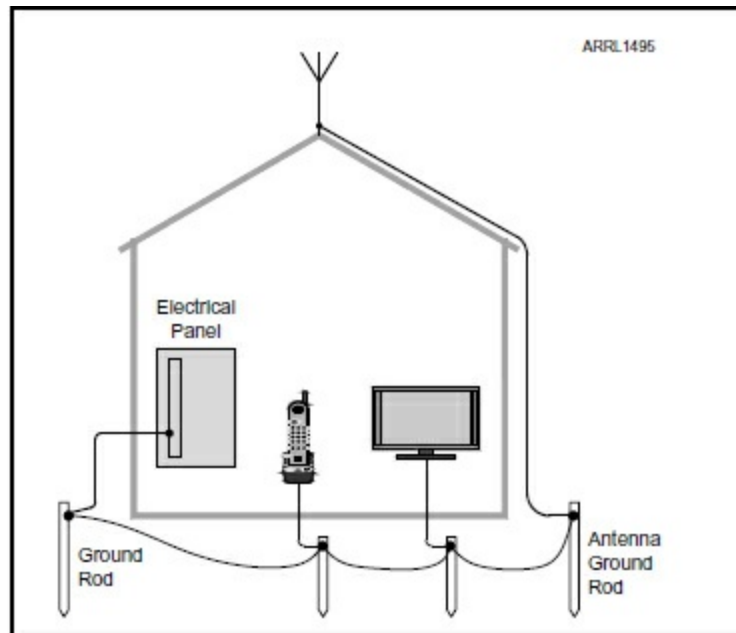 ARRL1495
Electrical
Panel
Ground
Rod
Antenna
Ground
Rod